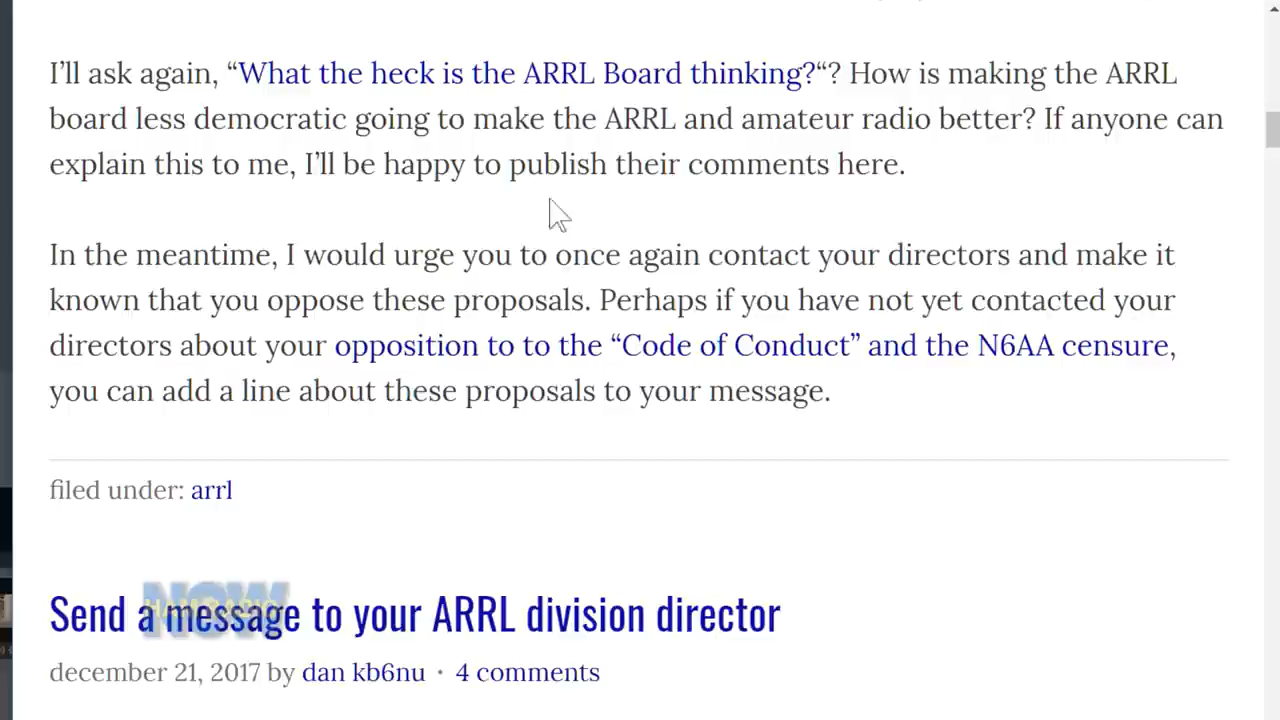 I'll ask again, “What the heck is the ARRL Board thinking?“? How is making the ARRL
board less democratic going to make the ARRL and amateur radio better? If anyone can
explain this to me, I'll be happy to publish their comments here.
In the meantime, I would urge you to once again contact your directors and make it
known that you oppose these proposals. Perhaps if you have not yet contacted your
directors about your opposition to to the “Code of Conduct” and the N6AA censure,
you can add a line about these proposals to your message.
filed under: arrl
Send a message to your ARRL division director
HAM RADIO
NOW
december 21, 2017 by dan kb6nu · 4 comments